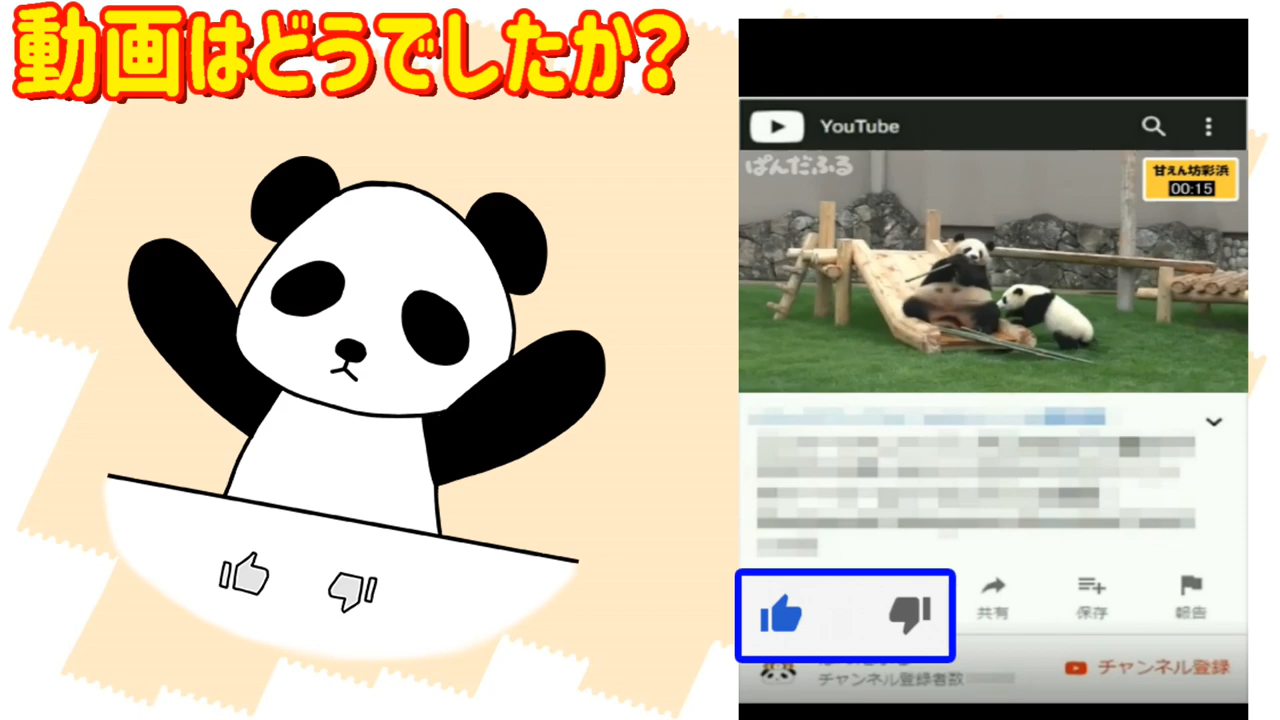 動画はどうでしたか?
YouTube
ぱんだふる
甘えん坊彩浜
00:15
共有
保存
報告
チャンネル登録者数
チャンネル登録